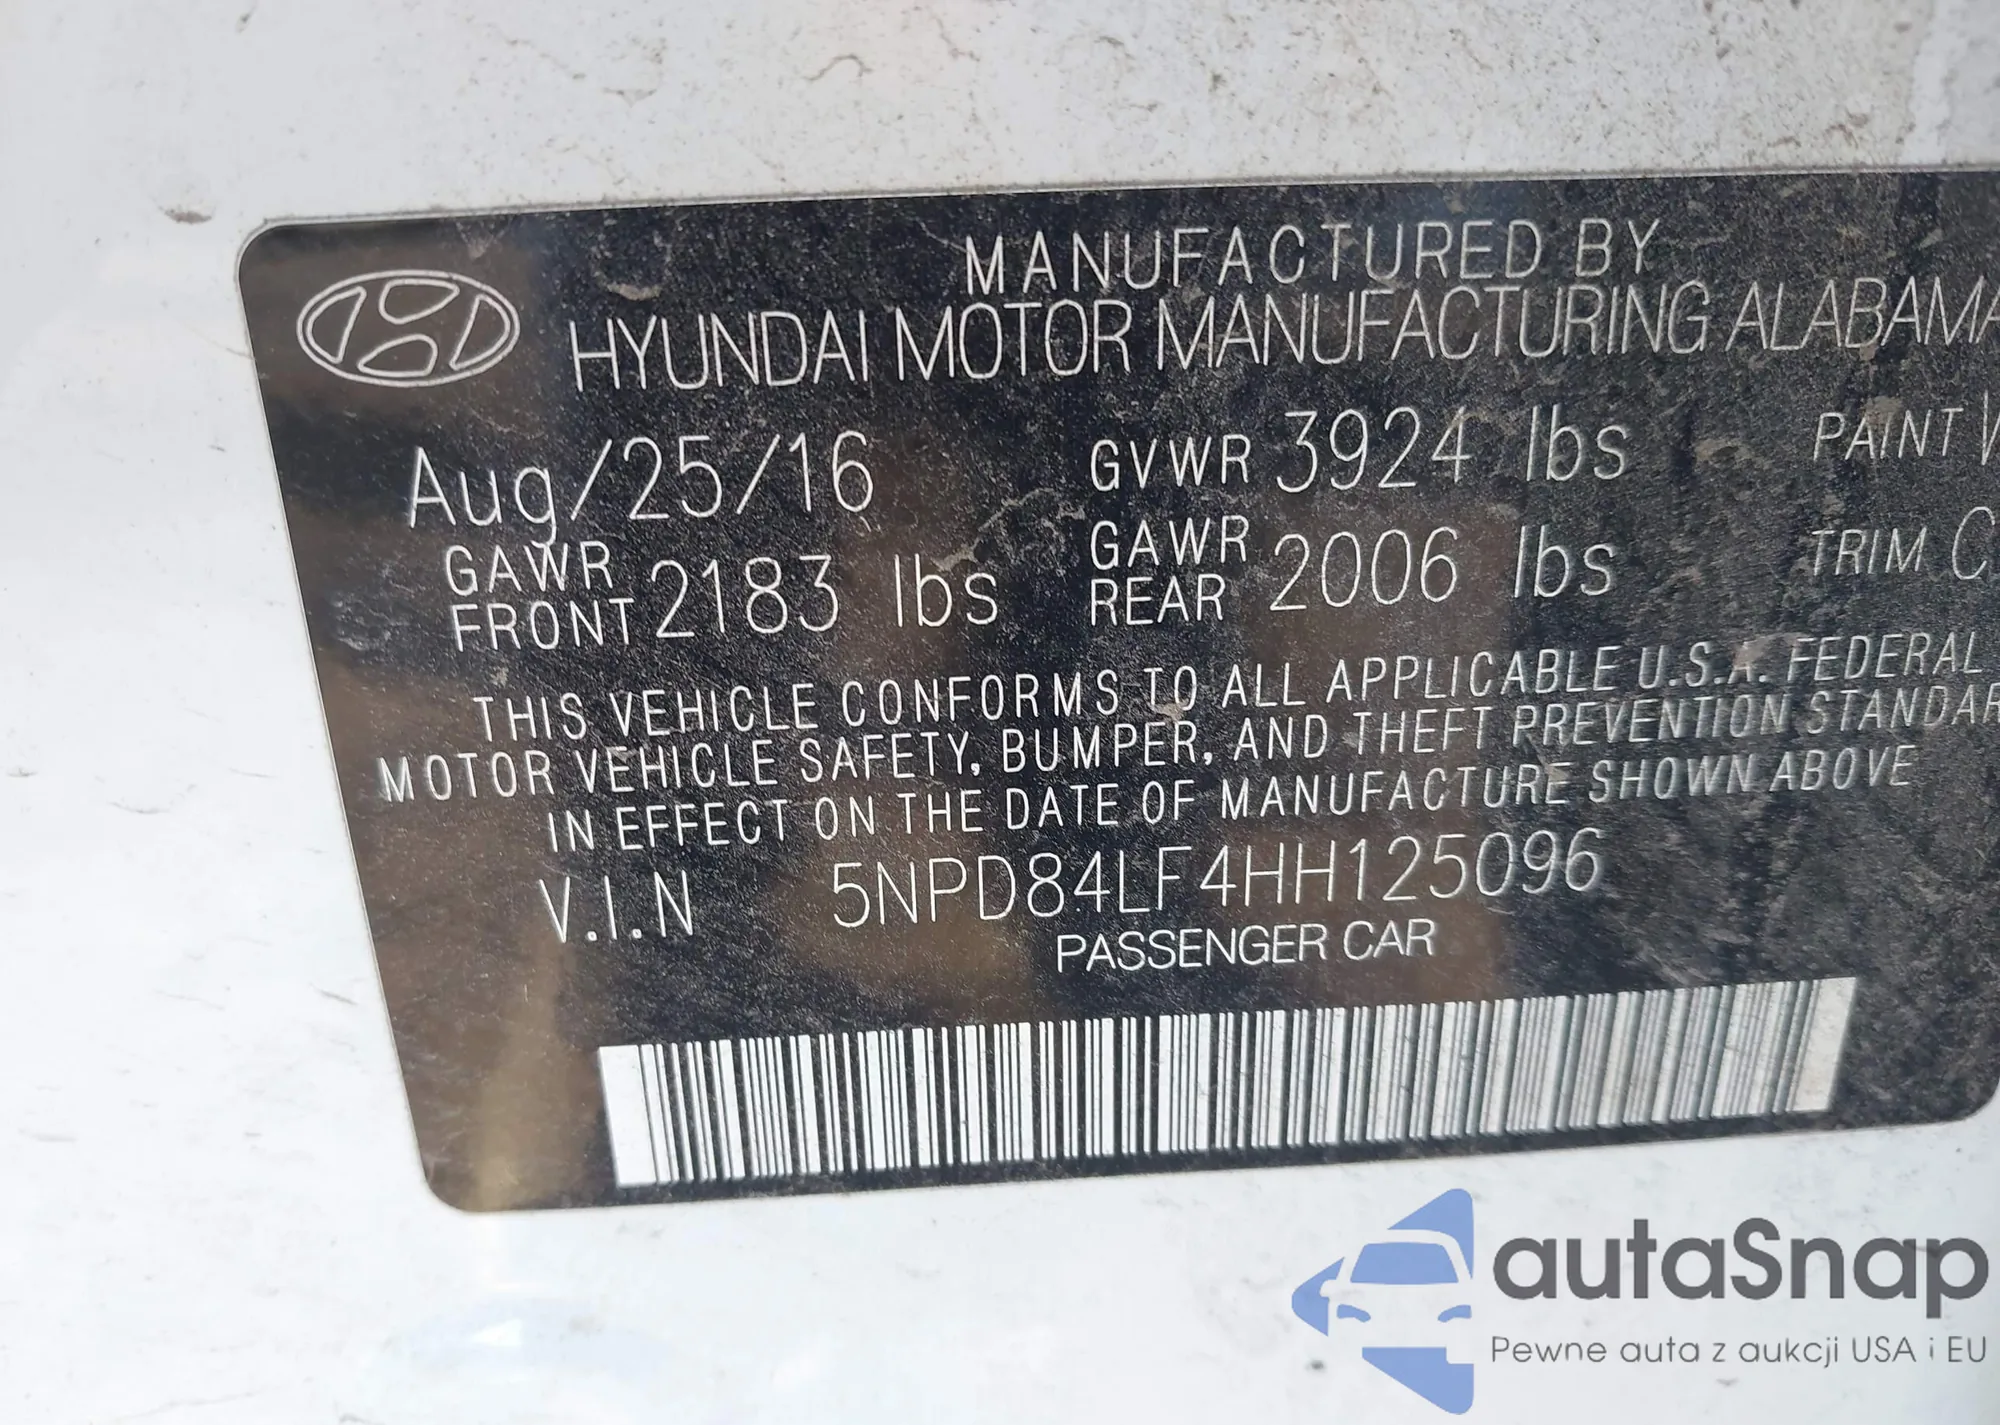 MANUFACTURED BY
HYUNDAI MOTOR MANUFACTURING ALABAMA
Aug/25/16 GVWR 3924 lbs PAINT
GAWR FRONT 2183 lbs GAWR REAR 2006 lbs TRIM
THIS VEHICLE CONFORMS TO ALL APPLICABLE U.S.A. FEDERAL
MOTOR VEHICLE SAFETY, BUMPER, AND THEFT PREVENTION STANDAR
IN EFFECT ON THE DATE OF MANUFACTURE SHOWN ABOVE
V.I.N 5NPD84LF4HH125096
PASSENGER CAR
autaSnap
Pewne auta z aukcji USA i EU